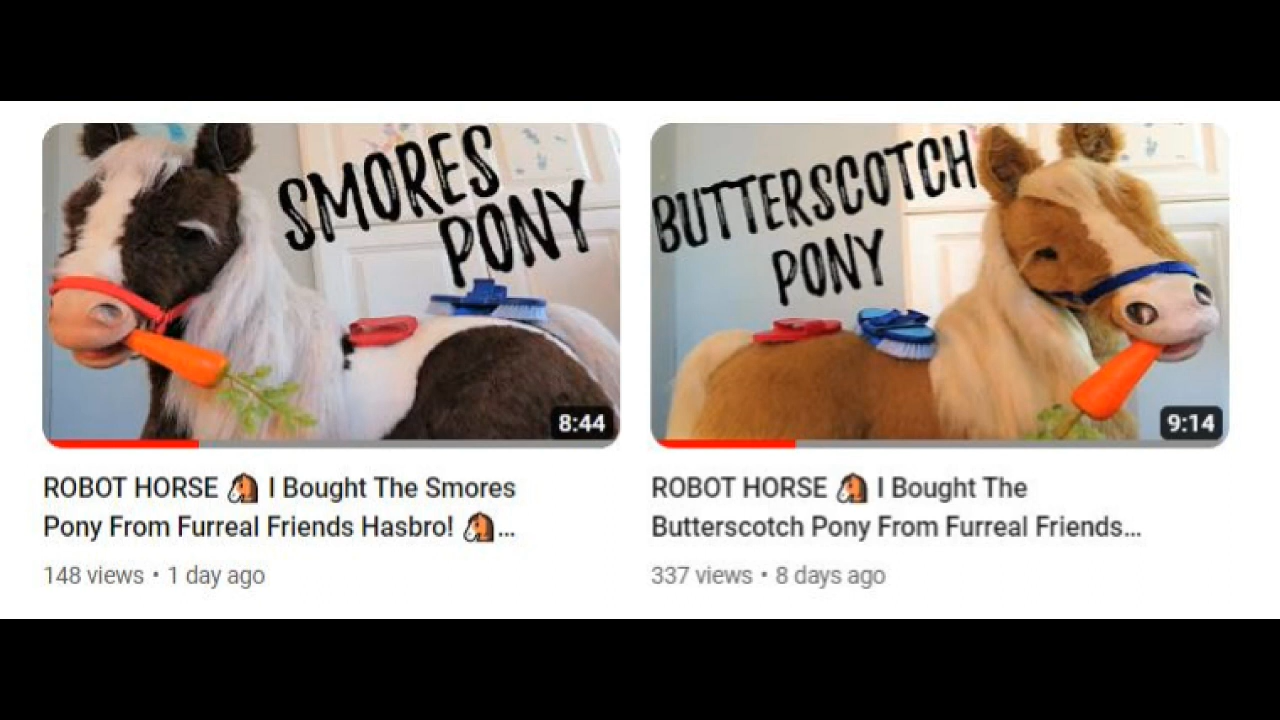 SMORES
PONY
8:44
ROBOT HORSE 🐴 I Bought The Smores
Pony From Furreal Friends Hasbro! 🐴...
148 views • 1 day ago
BUTTERSCOTCH
PONY
9:14
ROBOT HORSE 🐴 I Bought The
Butterscotch Pony From Furreal Friends...
337 views • 8 days ago